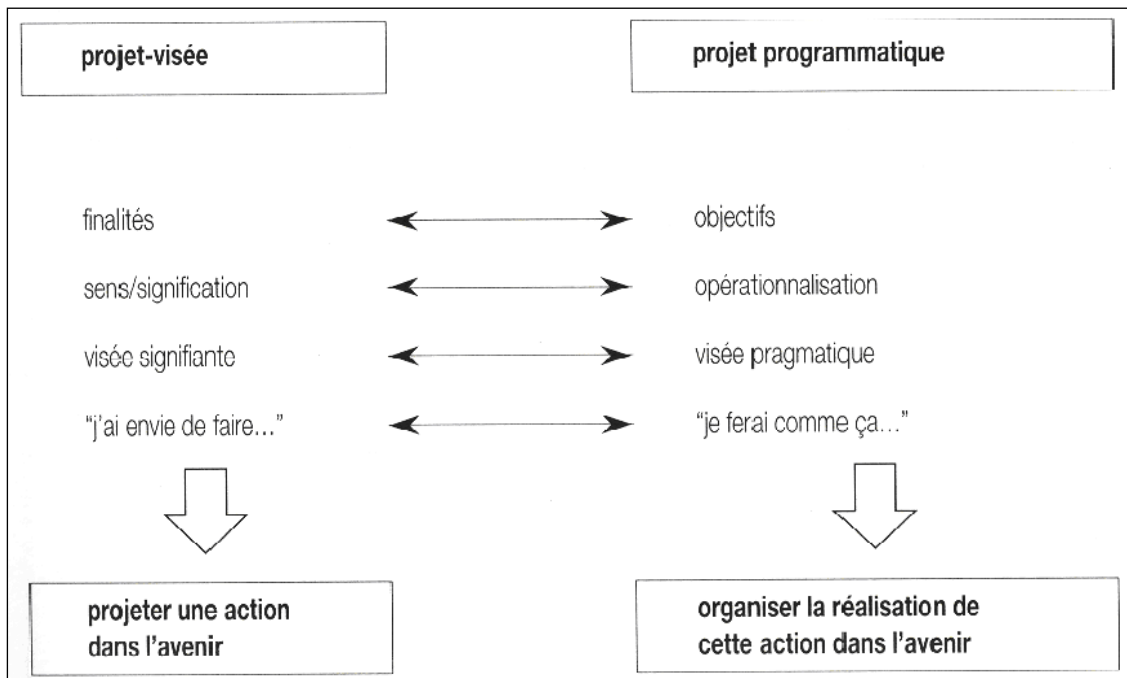 projet-visée
projet programmatique
finalités
objectifs
sens/signification
opérationnalisation
visée signifiante
visée pragmatique
“j’ai envie de faire...”
“je ferai comme ça...”
projeter une action
dans l’avenir
organiser la réalisation de
cette action dans l’avenir